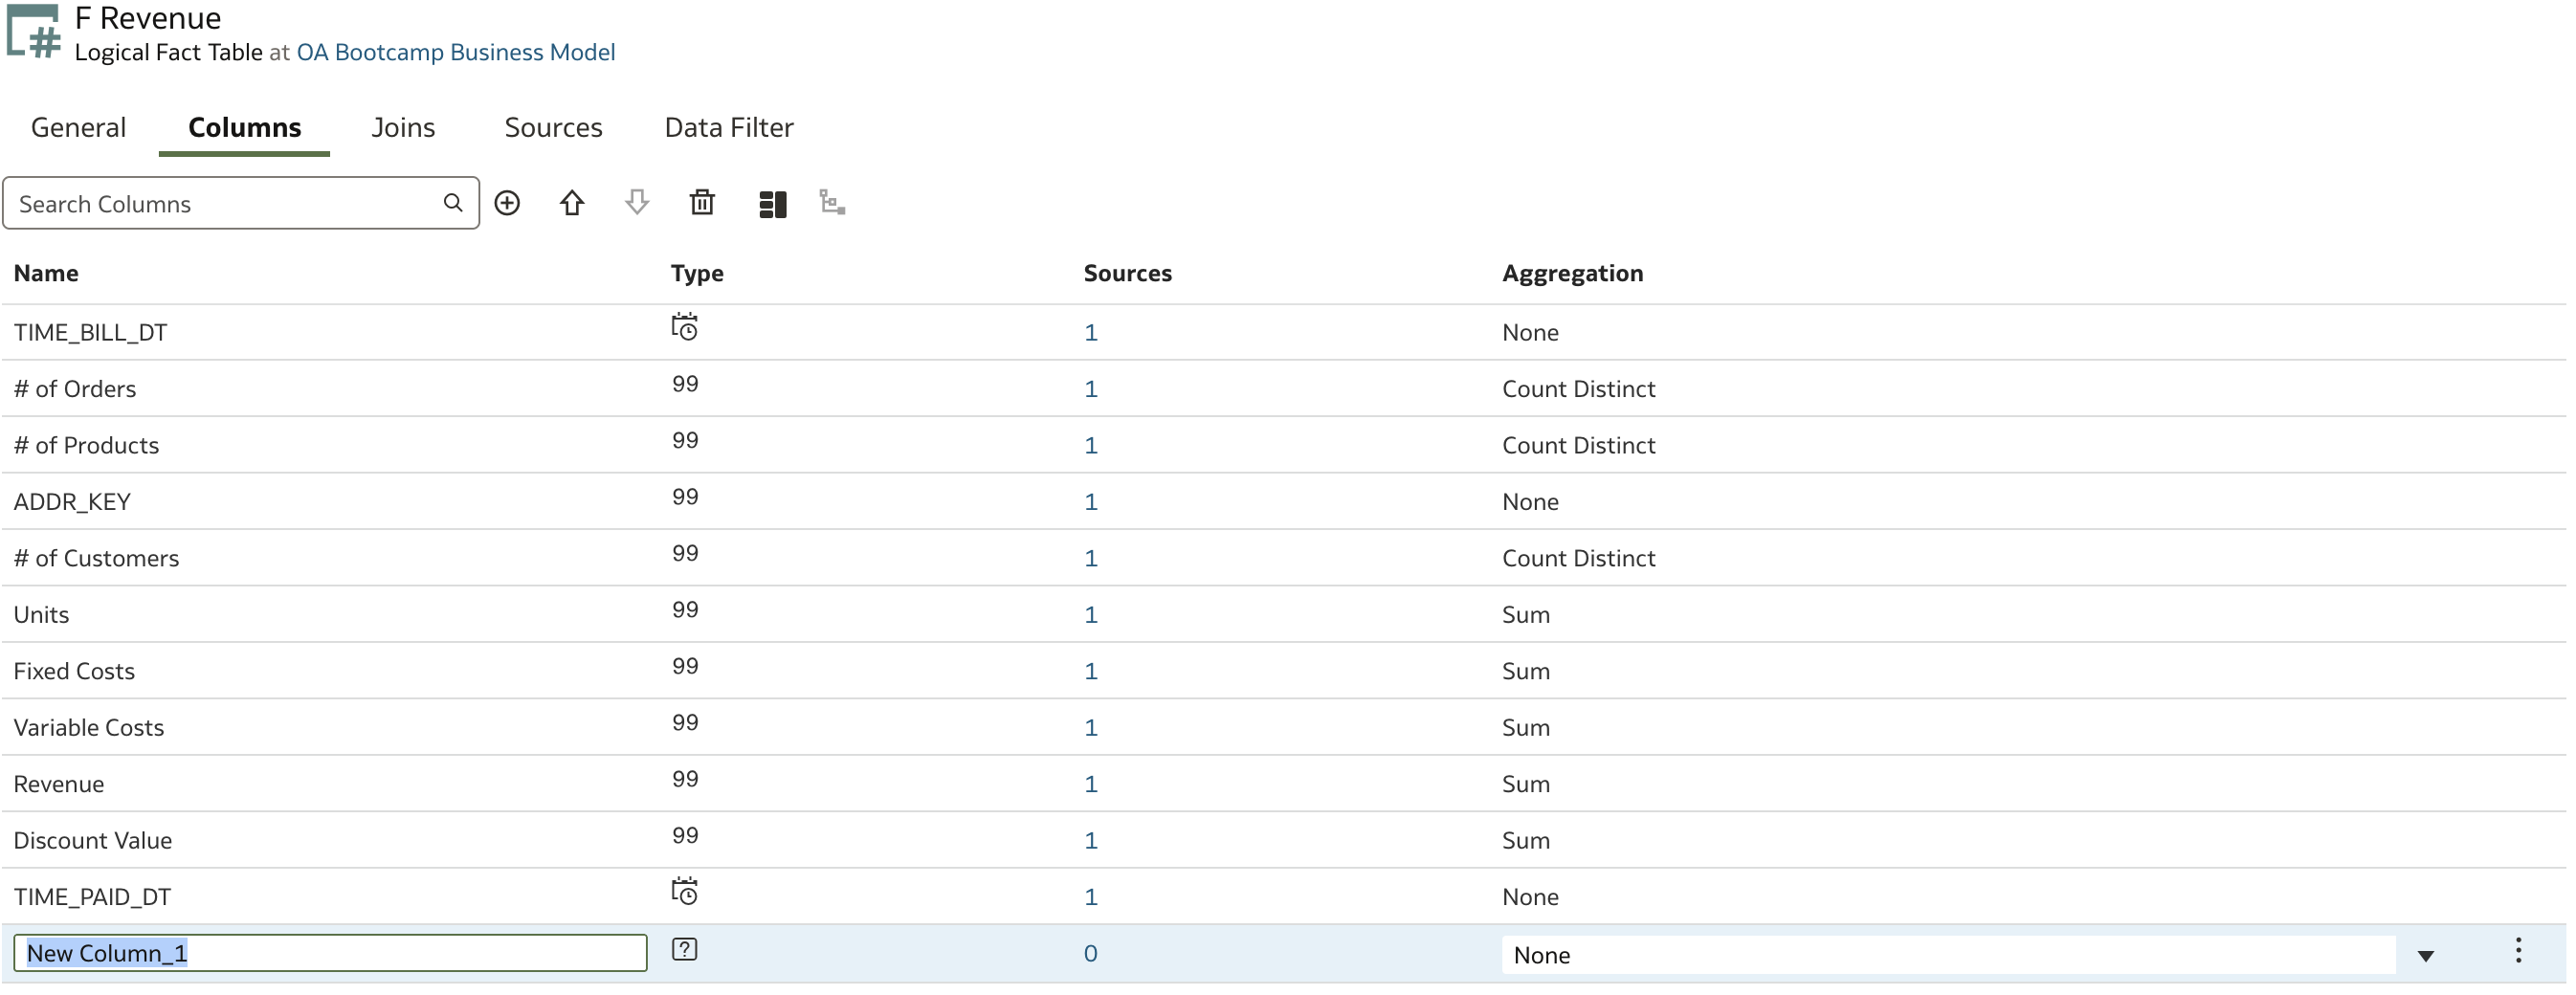 F Revenue
Logical Fact Table at OA Bootcamp Business Model
General Columns Joins Sources Data Filter
Search Columns
Name Type Sources Aggregation
TIME_BILL_DT 1 None
# of Orders 99 1 Count Distinct
# of Products 99 1 Count Distinct
ADDR_KEY 99 1 None
# of Customers 99 1 Count Distinct
Units 99 1 Sum
Fixed Costs 99 1 Sum
Variable Costs 99 1 Sum
Revenue 99 1 Sum
Discount Value 99 1 Sum
TIME_PAID_DT 1 None
New Column_1 ? 0 None